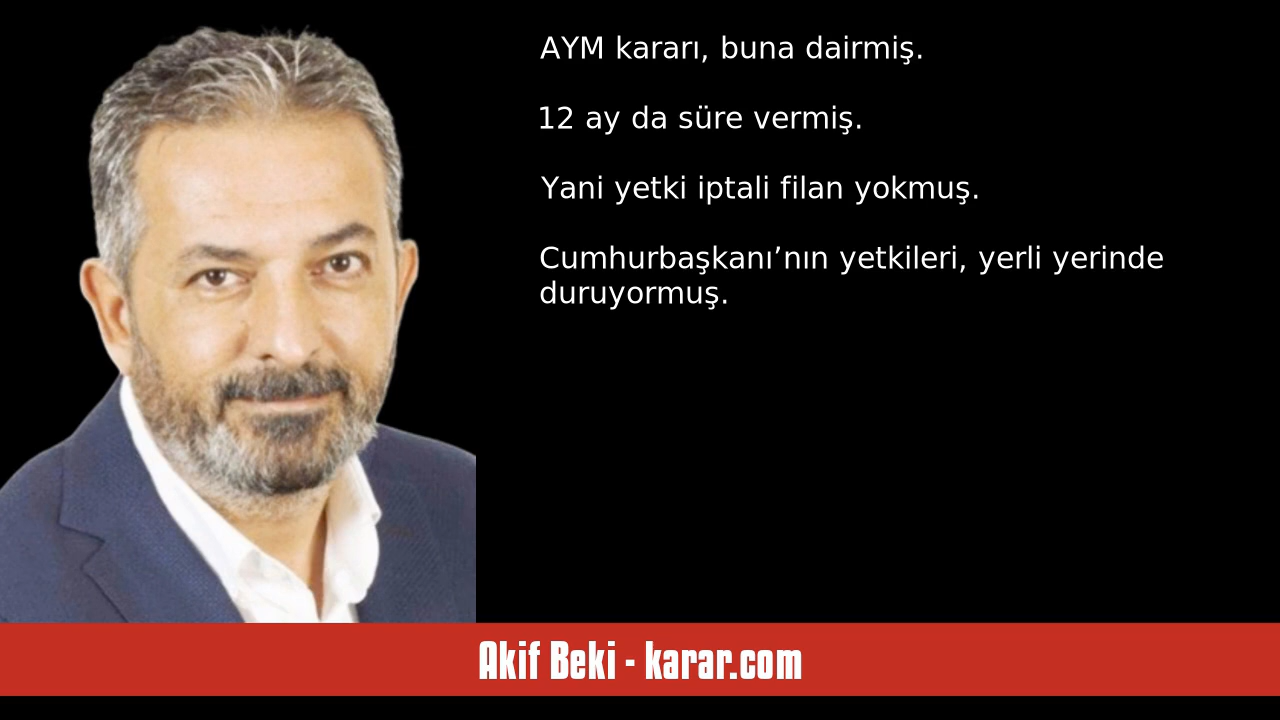 AYM kararı, buna dairmiş.
12 ay da süre vermiş.
Yani yetki iptali filan yokmuş.
Cumhurbaşkanı’nın yetkileri, yerli yerinde
duruyormuş.
Akif Beki - karar.com